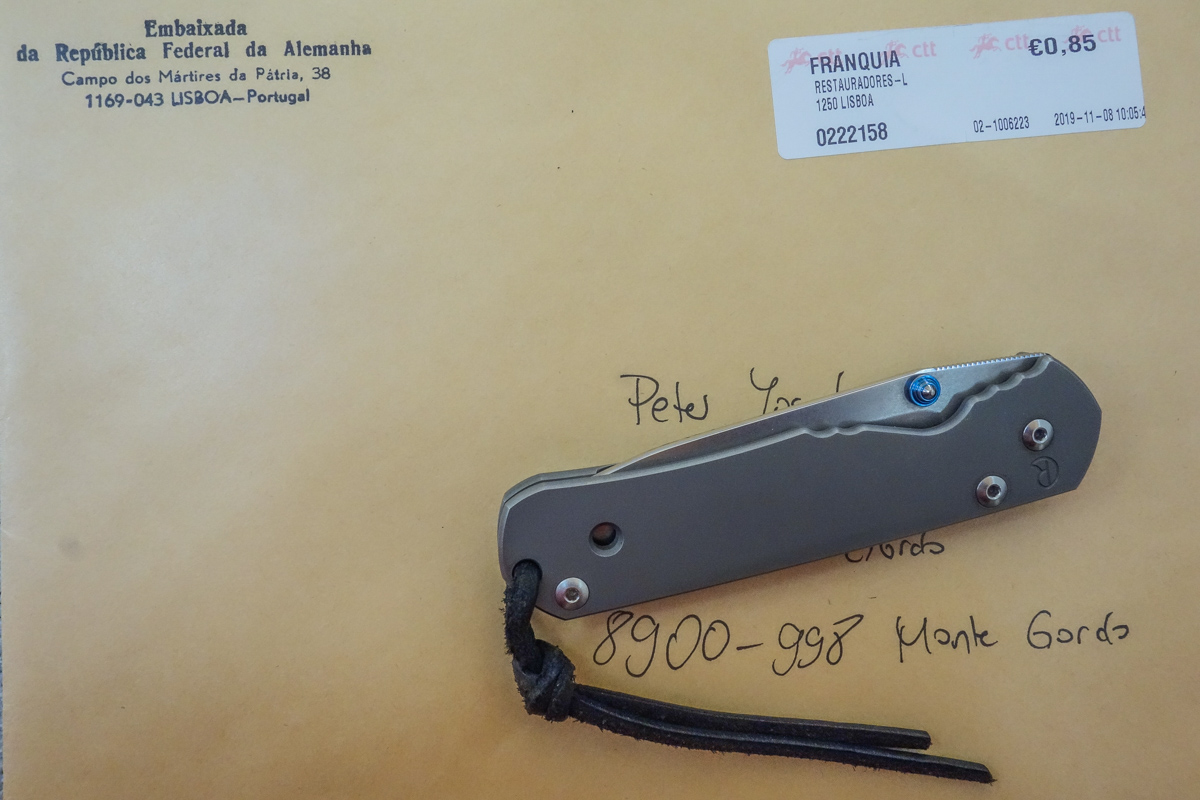 Embaixada
da República Federal da Alemanha
Campo dos Mártires da Pátria, 38
1169-043 LISBOA—Portugal
ctt ctt ctt ctt
€0,85
FRANQUIA
RESTAURADORES-L
1250 LISBOA
0222158
02-1006223
2019-11-08 10:05:4
Peter
8900-998 Monte Gordo